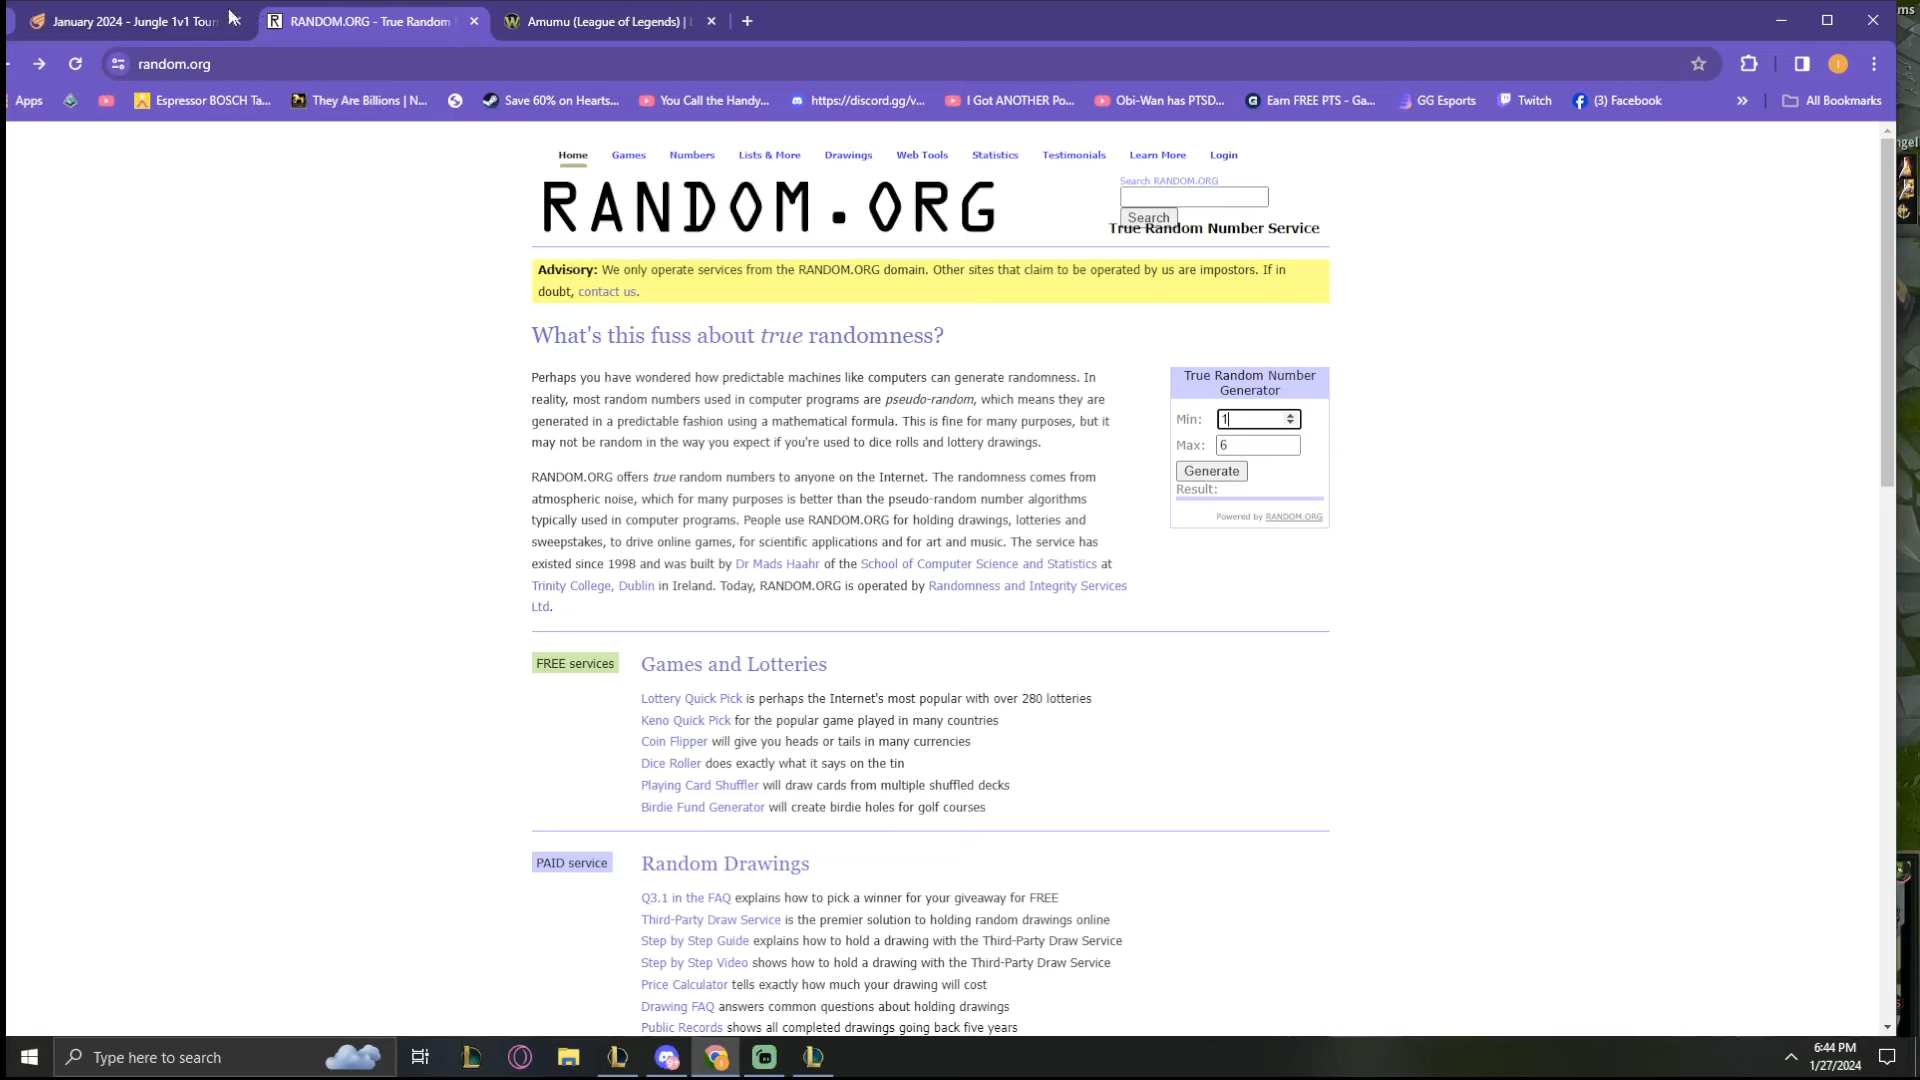 January 2024 - Jungle 1v1 Tour
RANDOM.ORG - True Random
Amumu (League of Legends) |
random.org
Apps
Espressor BOSCH Ta...
They Are Billions | N...
Save 60% on Hearts...
You Call the Handy...
https://discord.gg/v...
I Got ANOTHER Po...
Obi-Wan has PTSD...
Earn FREE PTS - Ga...
GG Esports
Twitch
(3) Facebook
All Bookmarks
Home Games Numbers Lists & More Drawings Web Tools Statistics Testimonials Learn More Login
RANDOM.ORG
Search RANDOM.ORG
Search
True Random Number Service
Advisory: We only operate services from the RANDOM.ORG domain. Other sites that claim to be operated by us are impostors. If in
doubt, contact us.
What's this fuss about true randomness?
Perhaps you have wondered how predictable machines like computers can generate randomness. In
reality, most random numbers used in computer programs are pseudo-random, which means they are
generated in a predictable fashion using a mathematical formula. This is fine for many purposes, but it
may not be random in the way you expect if you're used to dice rolls and lottery drawings.
True Random Number
Generator
Min: 1
Max: 6
Generate
Result:
Powered by RANDOM.ORG
RANDOM.ORG offers true random numbers to anyone on the Internet. The randomness comes from
atmospheric noise, which for many purposes is better than the pseudo-random number algorithms
typically used in computer programs. People use RANDOM.ORG for holding drawings, lotteries and
sweepstakes, to drive online games, for scientific applications and for art and music. The service has
existed since 1998 and was built by Dr Mads Haahr of the School of Computer Science and Statistics at
Trinity College, Dublin in Ireland. Today, RANDOM.ORG is operated by Randomness and Integrity Services
Ltd.
FREE services
Games and Lotteries
Lottery Quick Pick is perhaps the Internet's most popular with over 280 lotteries
Keno Quick Pick for the popular game played in many countries
Coin Flipper will give you heads or tails in many currencies
Dice Roller does exactly what it says on the tin
Playing Card Shuffler will draw cards from multiple shuffled decks
Birdie Fund Generator will create birdie holes for golf courses
PAID service
Random Drawings
Q3.1 in the FAQ explains how to pick a winner for your giveaway for FREE
Third-Party Draw Service is the premier solution to holding random drawings online
Step by Step Guide explains how to hold a drawing with the Third-Party Draw Service
Step by Step Video shows how to hold a drawing with the Third-Party Draw Service
Price Calculator tells exactly how much your drawing will cost
Drawing FAQ answers common questions about holding drawings
Public Records shows all completed drawings going back five years
Type here to search
6:44 PM
1/27/2024